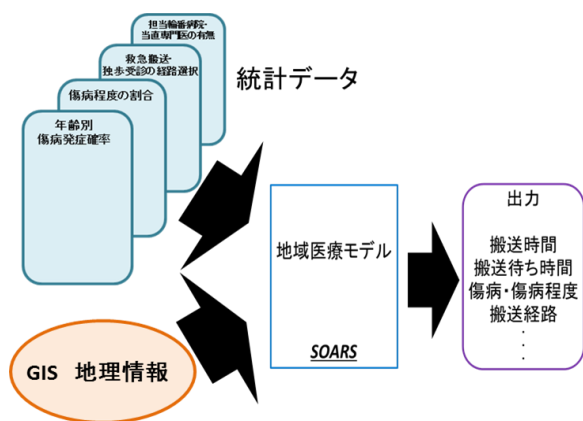 担当輪番病院・
当直専門医の有無
救急搬送・
独歩受診の経路選択
傷病程度の割合
年齢別
傷病発症確率
統計データ
GIS 地理情報
地域医療モデル
SOARS
出力
搬送時間
搬送待ち時間
傷病・傷病程度
搬送経路
・
・
・